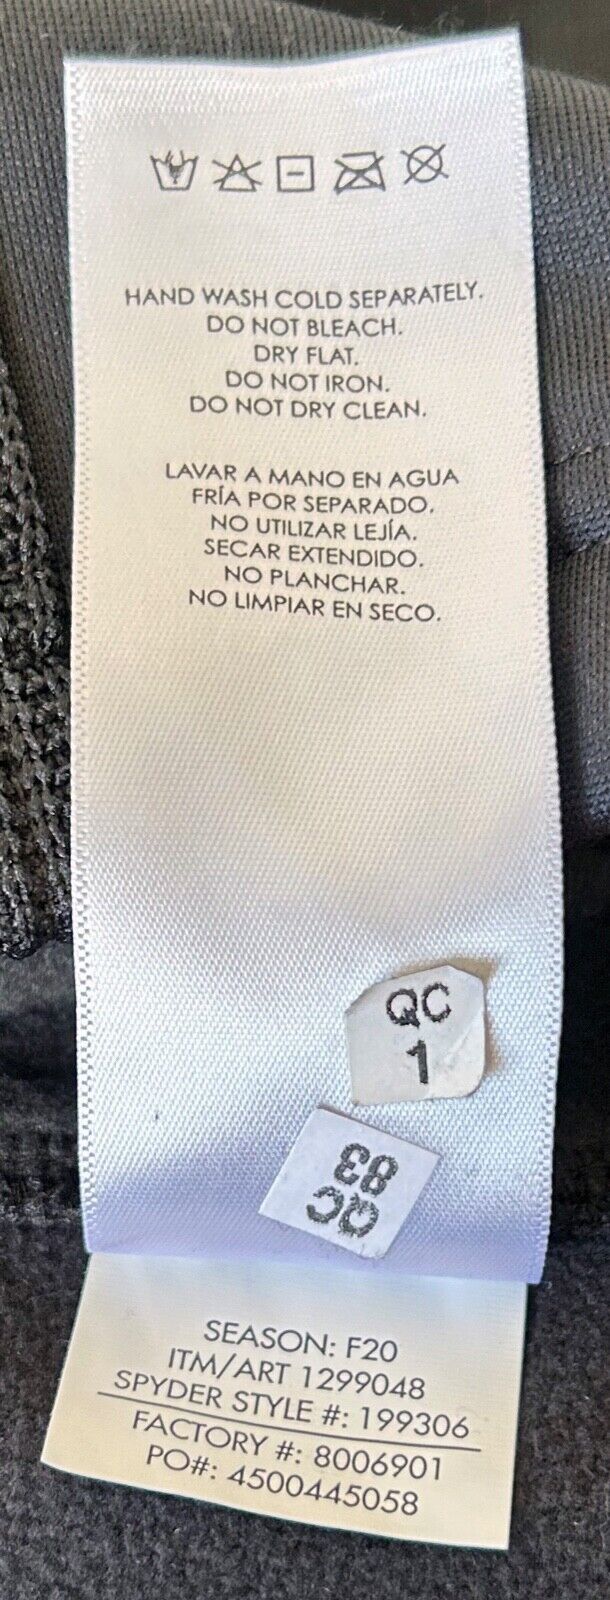 HAND WASH COLD SEPARATELY.
DO NOT BLEACH.
DRY FLAT.
DO NOT IRON.
DO NOT DRY CLEAN.
LAVAR A MANO EN AGUA
FRÍA POR SEPARADO.
NO UTILIZAR LEJÍA.
SECAR EXTENDIDO.
NO PLANCHAR.
NO LIMPIAR EN SECO.
QC
1
QC
83
SEASON: F20
ITM/ART 1299048
SPYDER STYLE #: 199306
FACTORY #: 8006901
PO#: 4500445058